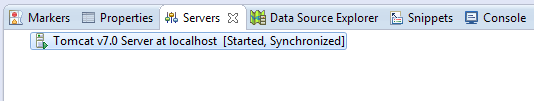 Markers Properties Servers Data Source Explorer Snippets Console
Tomcat v7.0 Server at localhost [Started, Synchronized]